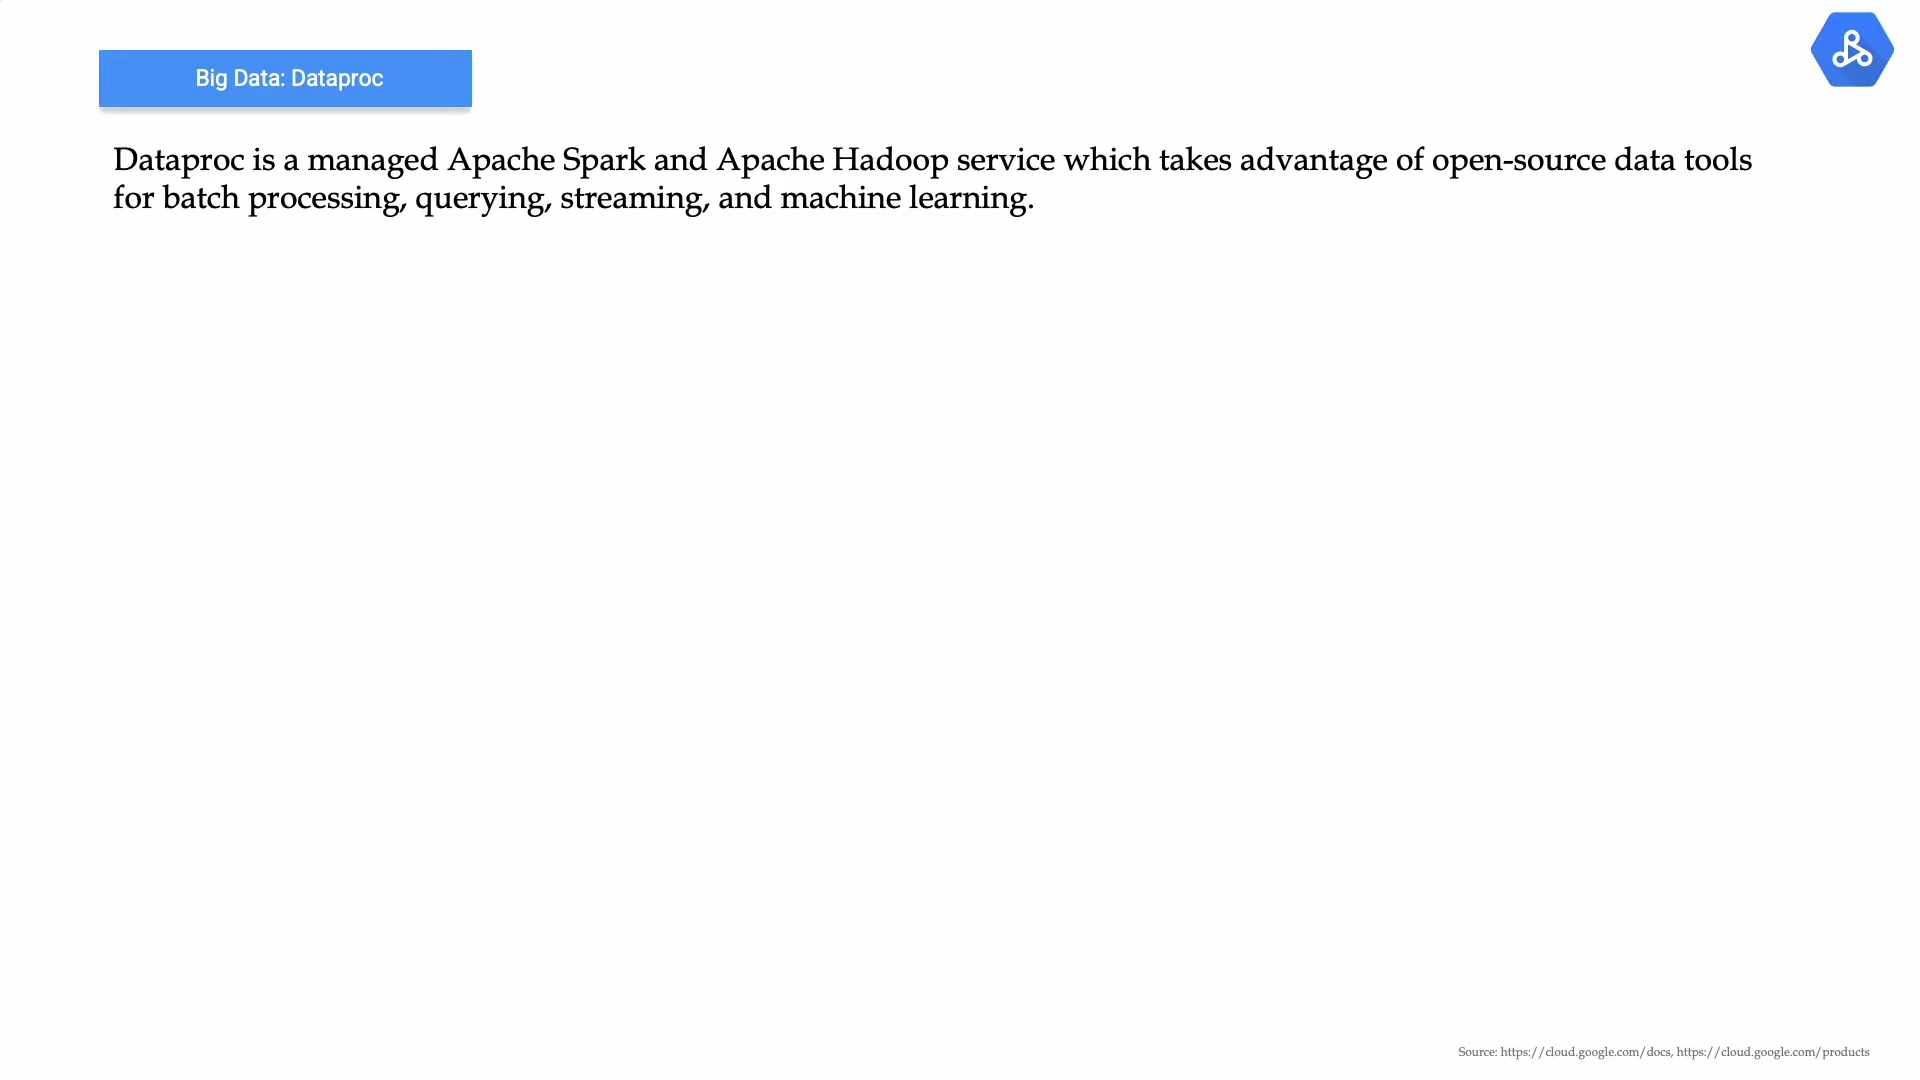 Big Data: Dataproc
Dataproc is a managed Apache Spark and Apache Hadoop service which takes advantage of open-source data tools
for batch processing, querying, streaming, and machine learning.
Source: https://cloud.google.com/docs, https://cloud.google.com/products